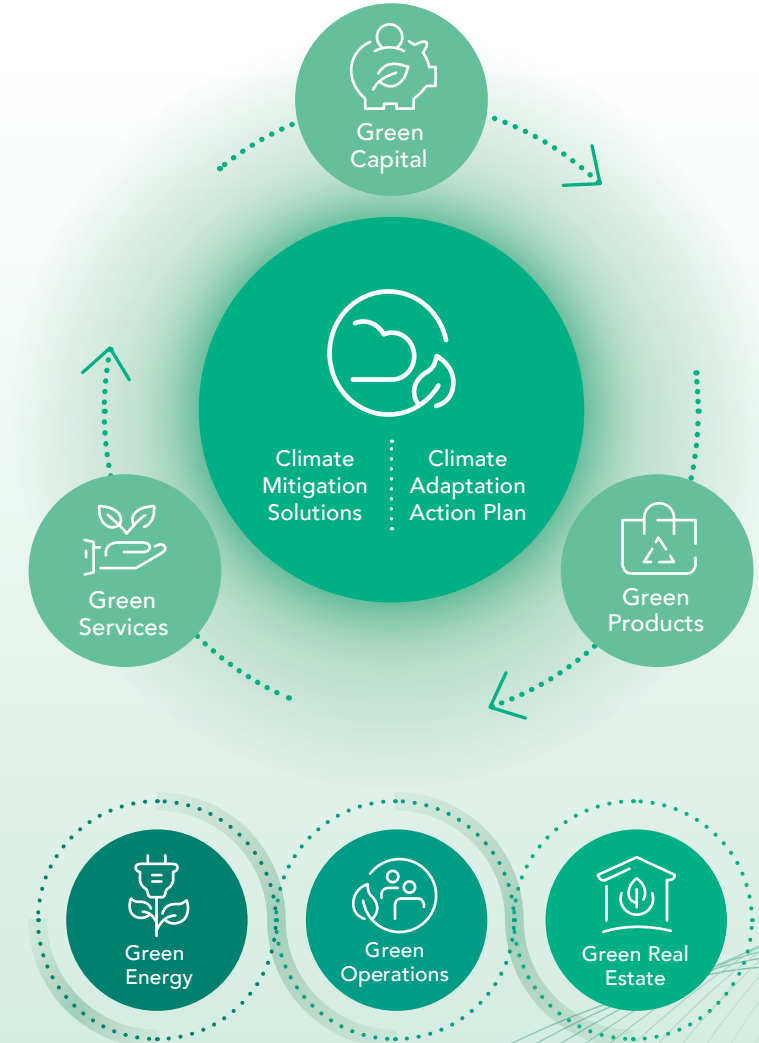 Green
Capital
Climate
Mitigation
Solutions
Climate
Adaptation
Action Plan
Green
Services
Green
Products
Green
Energy
Green
Operations
Green Real
Estate